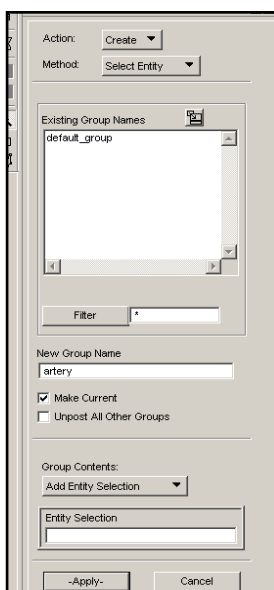 Action: Create
Method: Select Entity
Existing Group Names
default_group
Filter *
New Group Name
artery
Make Current
Unpost All Other Groups
Group Contents:
Add Entity Selection
Entity Selection
-Apply- Cancel